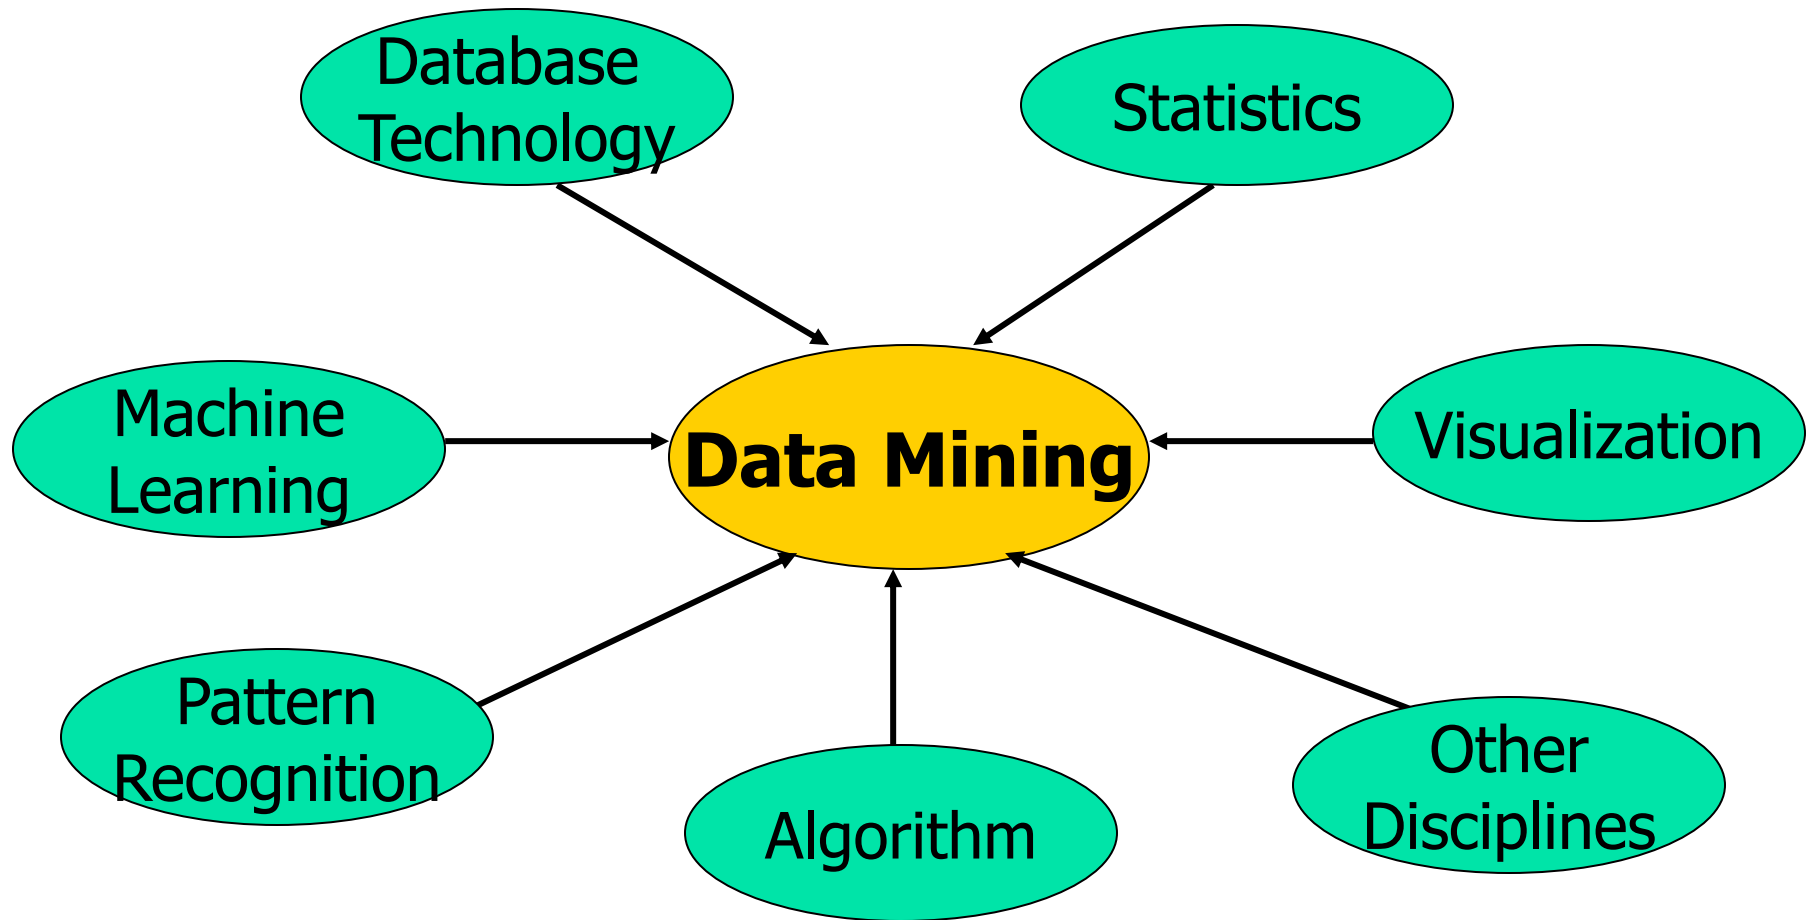 Database
Technology
Statistics
Machine
Learning
Data Mining
Visualization
Pattern
Recognition
Algorithm
Other
Disciplines